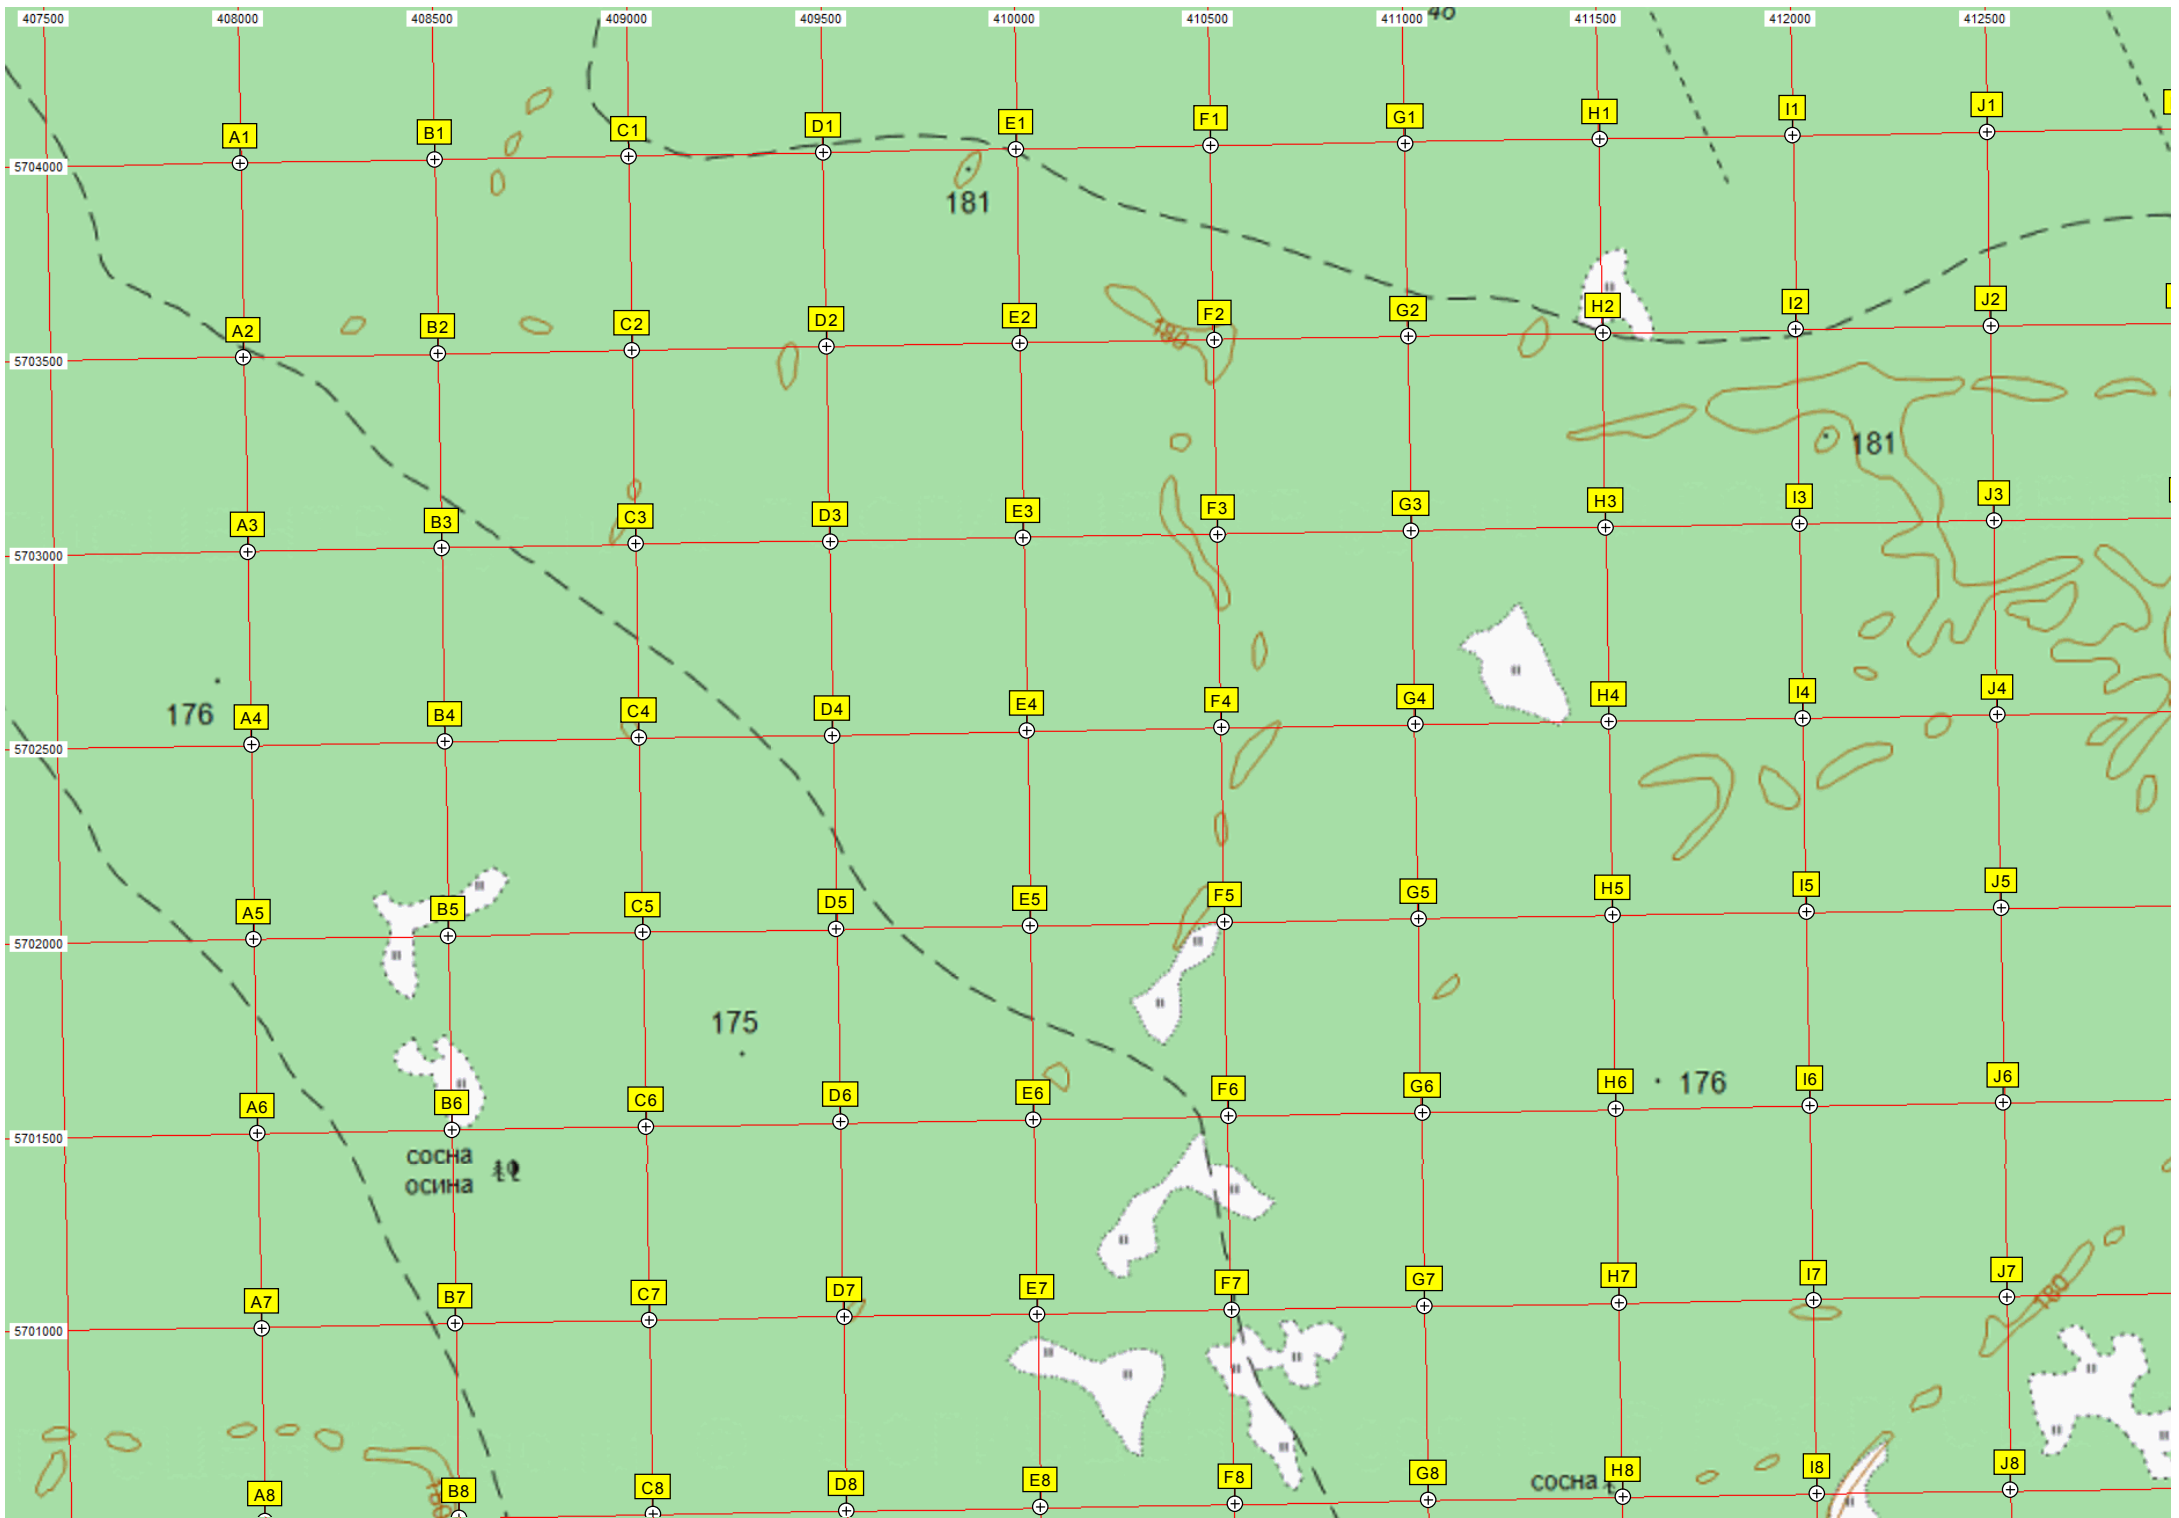 407500 408000 408500 409000 409500 410000 410500 411000 411500 412000 412500
A1 B1 C1 D1 E1 F1 G1 H1 I1 J1
5704000
181
A2 B2 C2 D2 E2 F2 G2 H2 I2 J2
180
5703500
181
A3 B3 C3 D3 E3 F3 G3 H3 I3 J3
5703000
176
A4 B4 C4 D4 E4 F4 G4 H4 I4 J4
5702500
A5 B5 C5 D5 E5 F5 G5 H5 I5 J5
5702000
175
A6 B6 C6 D6 E6 F6 G6 H6 176 I6 J6
5701500
сосна
осина
A7 B7 C7 D7 E7 F7 G7 H7 I7 J7
180
5701000
A8 B8 C8 D8 E8 F8 G8 сосна H8 I8 J8